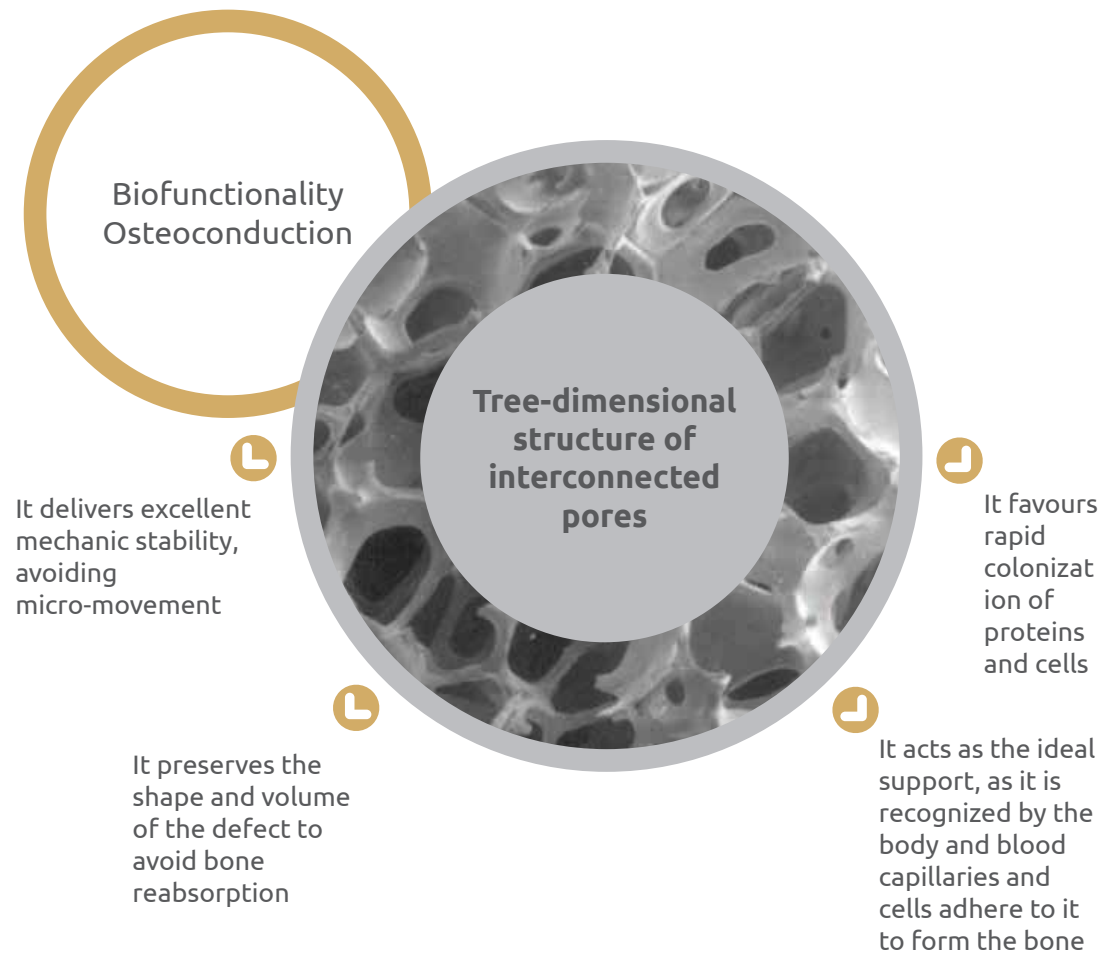 Biofunctionality
Osteoconduction
Tree-dimensional
structure of
interconnected
pores
It delivers excellent
mechanic stability,
avoiding
micro-movement
It preserves the
shape and volume
of the defect to
avoid bone
reabsorption
It favours
rapid
colonizat
ion of
proteins
and cells
It acts as the ideal
support, as it is
recognized by the
body and blood
capillaries and
cells adhere to it
to form the bone